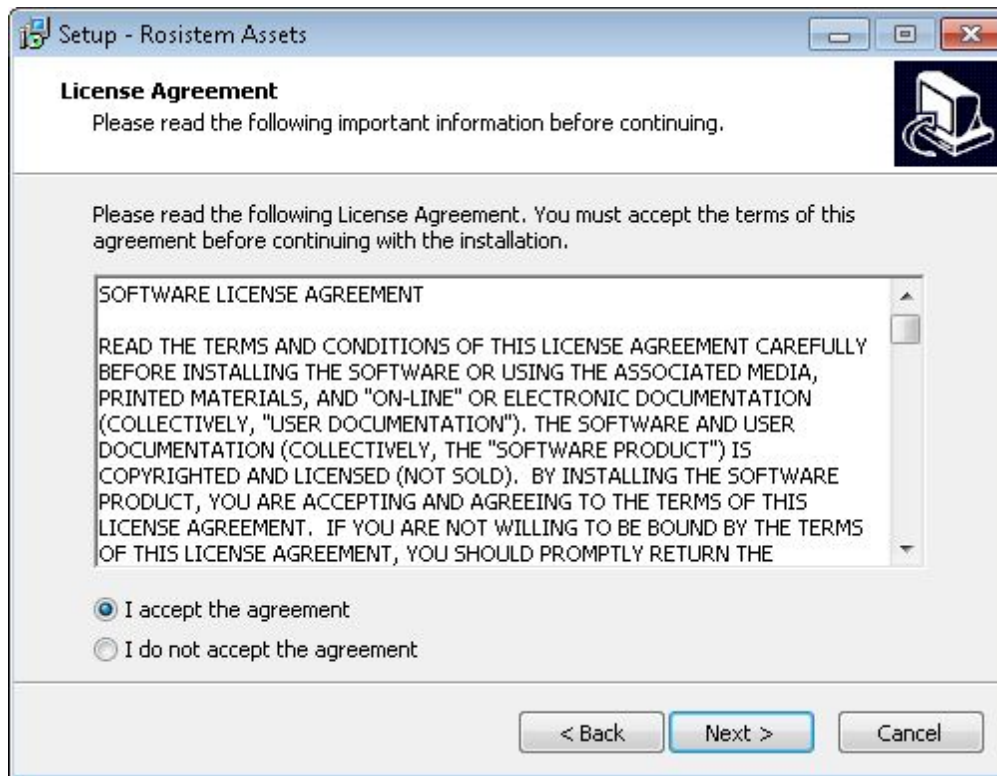 Setup - Rosistem Assets
License Agreement
Please read the following important information before continuing.
Please read the following License Agreement. You must accept the terms of this
agreement before continuing with the installation.
SOFTWARE LICENSE AGREEMENT
READ THE TERMS AND CONDITIONS OF THIS LICENSE AGREEMENT CAREFULLY
BEFORE INSTALLING THE SOFTWARE OR USING THE ASSOCIATED MEDIA,
PRINTED MATERIALS, AND "ON-LINE" OR ELECTRONIC DOCUMENTATION
(COLLECTIVELY, "USER DOCUMENTATION"). THE SOFTWARE AND USER
DOCUMENTATION (COLLECTIVELY, THE "SOFTWARE PRODUCT") IS
COPYRIGHTED AND LICENSED (NOT SOLD).  BY INSTALLING THE SOFTWARE
PRODUCT, YOU ARE ACCEPTING AND AGREEING TO THE TERMS OF THIS
LICENSE AGREEMENT.  IF YOU ARE NOT WILLING TO BE BOUND BY THE TERMS
OF THIS LICENSE AGREEMENT, YOU SHOULD PROMPTLY RETURN THE
I accept the agreement
I do not accept the agreement
< Back Next > Cancel